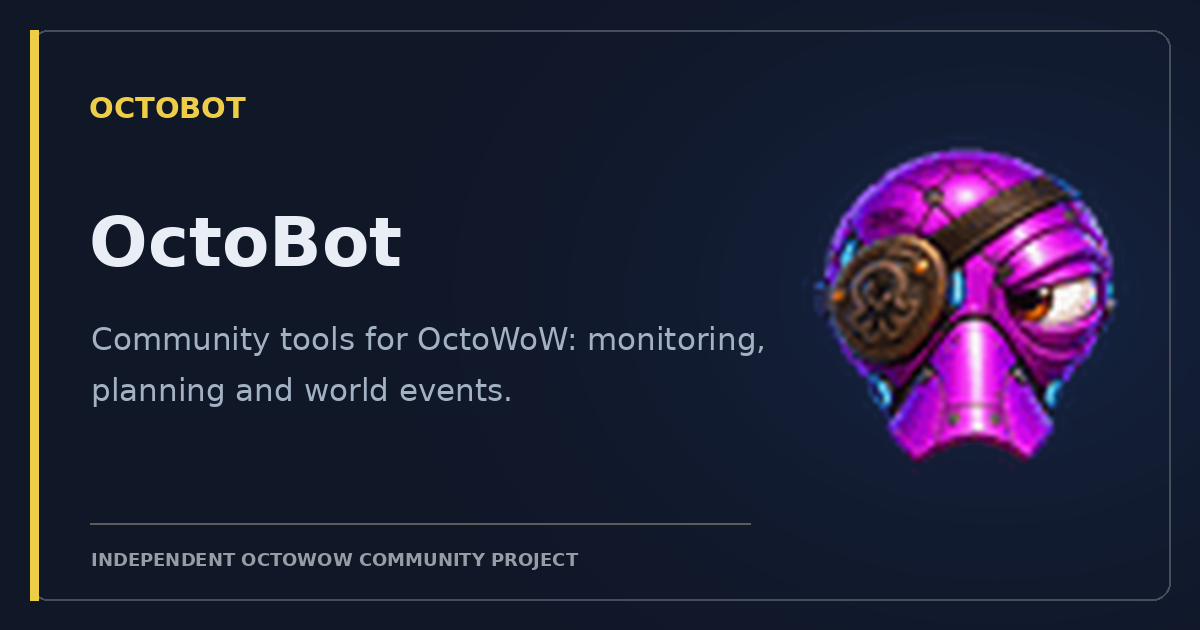 OCTOBOT
OctoBot
Community tools for OctoWoW: monitoring,
planning and world events.
INDEPENDENT OCTOWOW COMMUNITY PROJECT